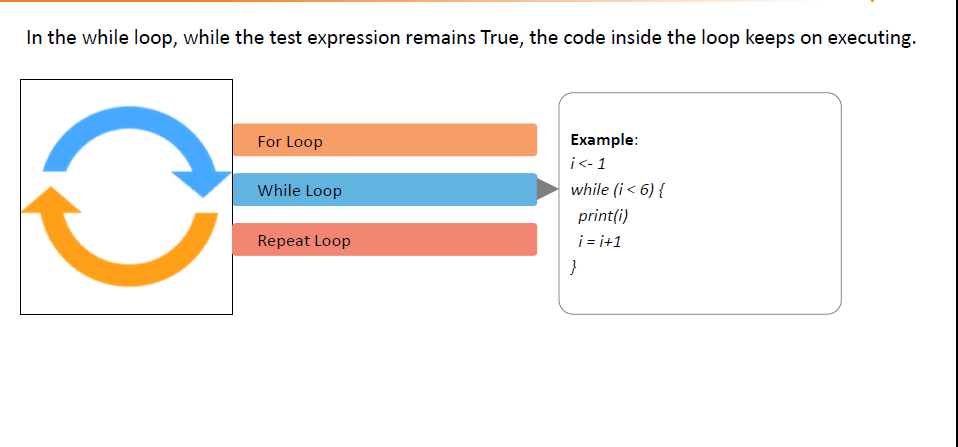 In the while loop, while the test expression remains True, the code inside the loop keeps on executing.
For Loop
While Loop
Repeat Loop
Example:
i <- 1
while (i < 6) {
print(i)
i = i+1
}